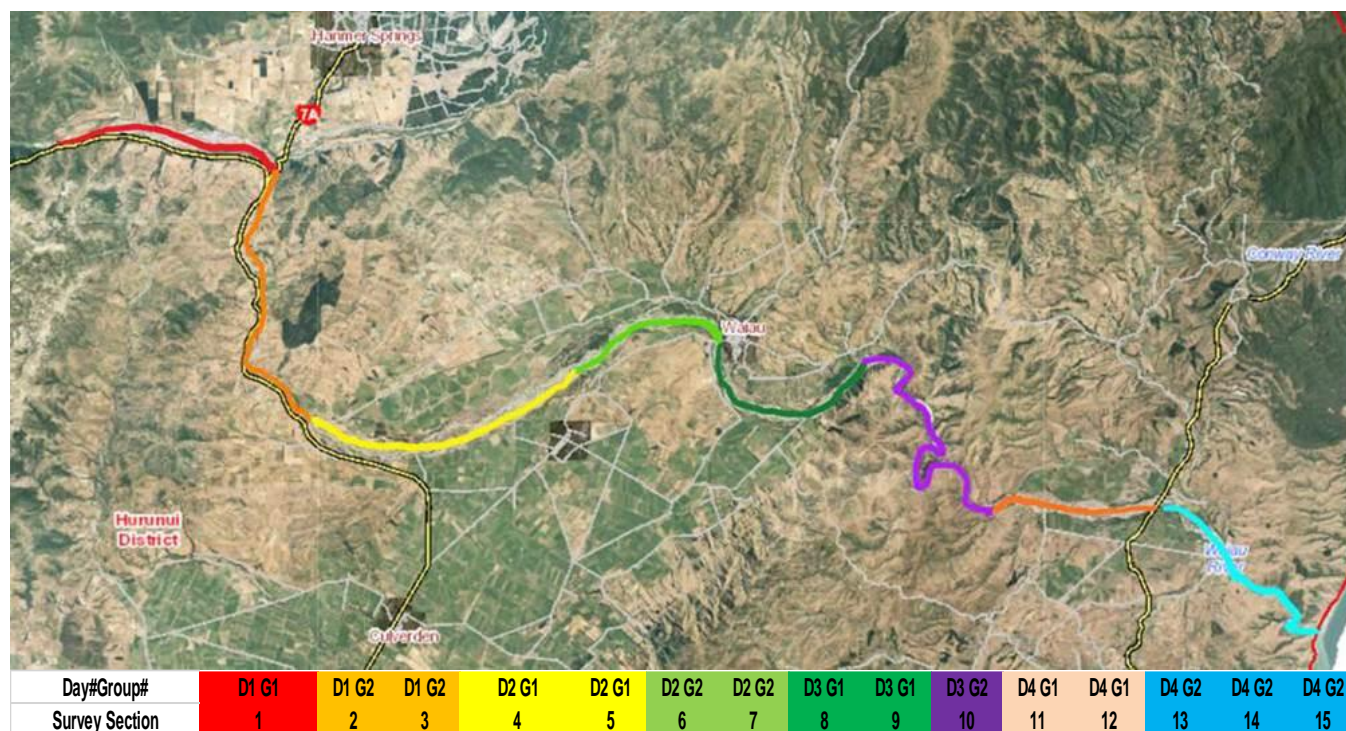 Hanmer Springs
7A
Conway River
Waiau
Hurunui
District
Waiau
River
Culverden
Day#Group# D1 G1 D1 G2 D1 G2 D2 G1 D2 G1 D2 G2 D2 G2 D3 G1 D3 G1 D3 G2 D4 G1 D4 G1 D4 G2 D4 G2 D4 G2
Survey Section 1 2 3 4 5 6 7 8 9 10 11 12 13 14 15